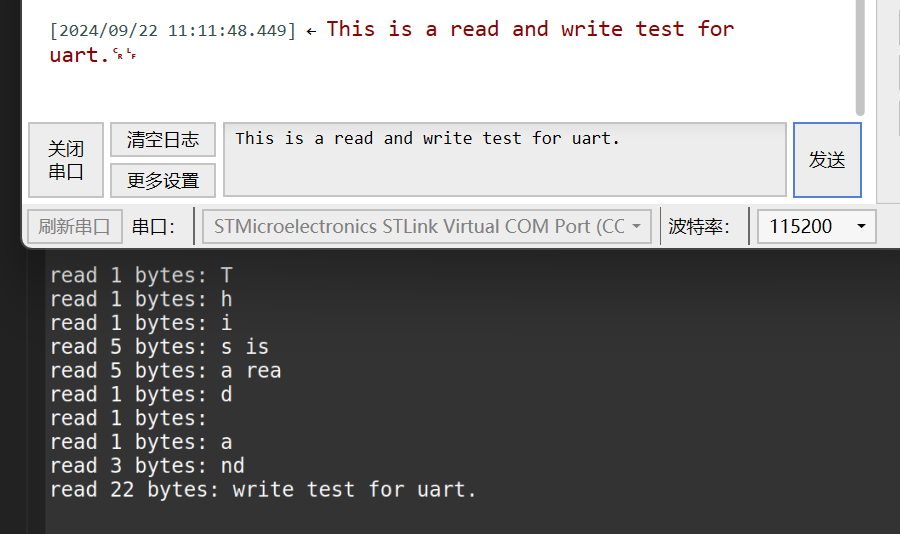 [2024/09/22 11:11:48.449] ← This is a read and write test for
uart.␍␊
关闭
串口
清空日志
更多设置
This is a read and write test for uart.
发送
刷新串口 串口: STMicroelectronics STLink Virtual COM Port (CC 波特率: 115200
read 1 bytes: T
read 1 bytes: h
read 1 bytes: i
read 5 bytes: s is
read 5 bytes: a rea
read 1 bytes: d
read 1 bytes:
read 1 bytes: a
read 3 bytes: nd
read 22 bytes: write test for uart.